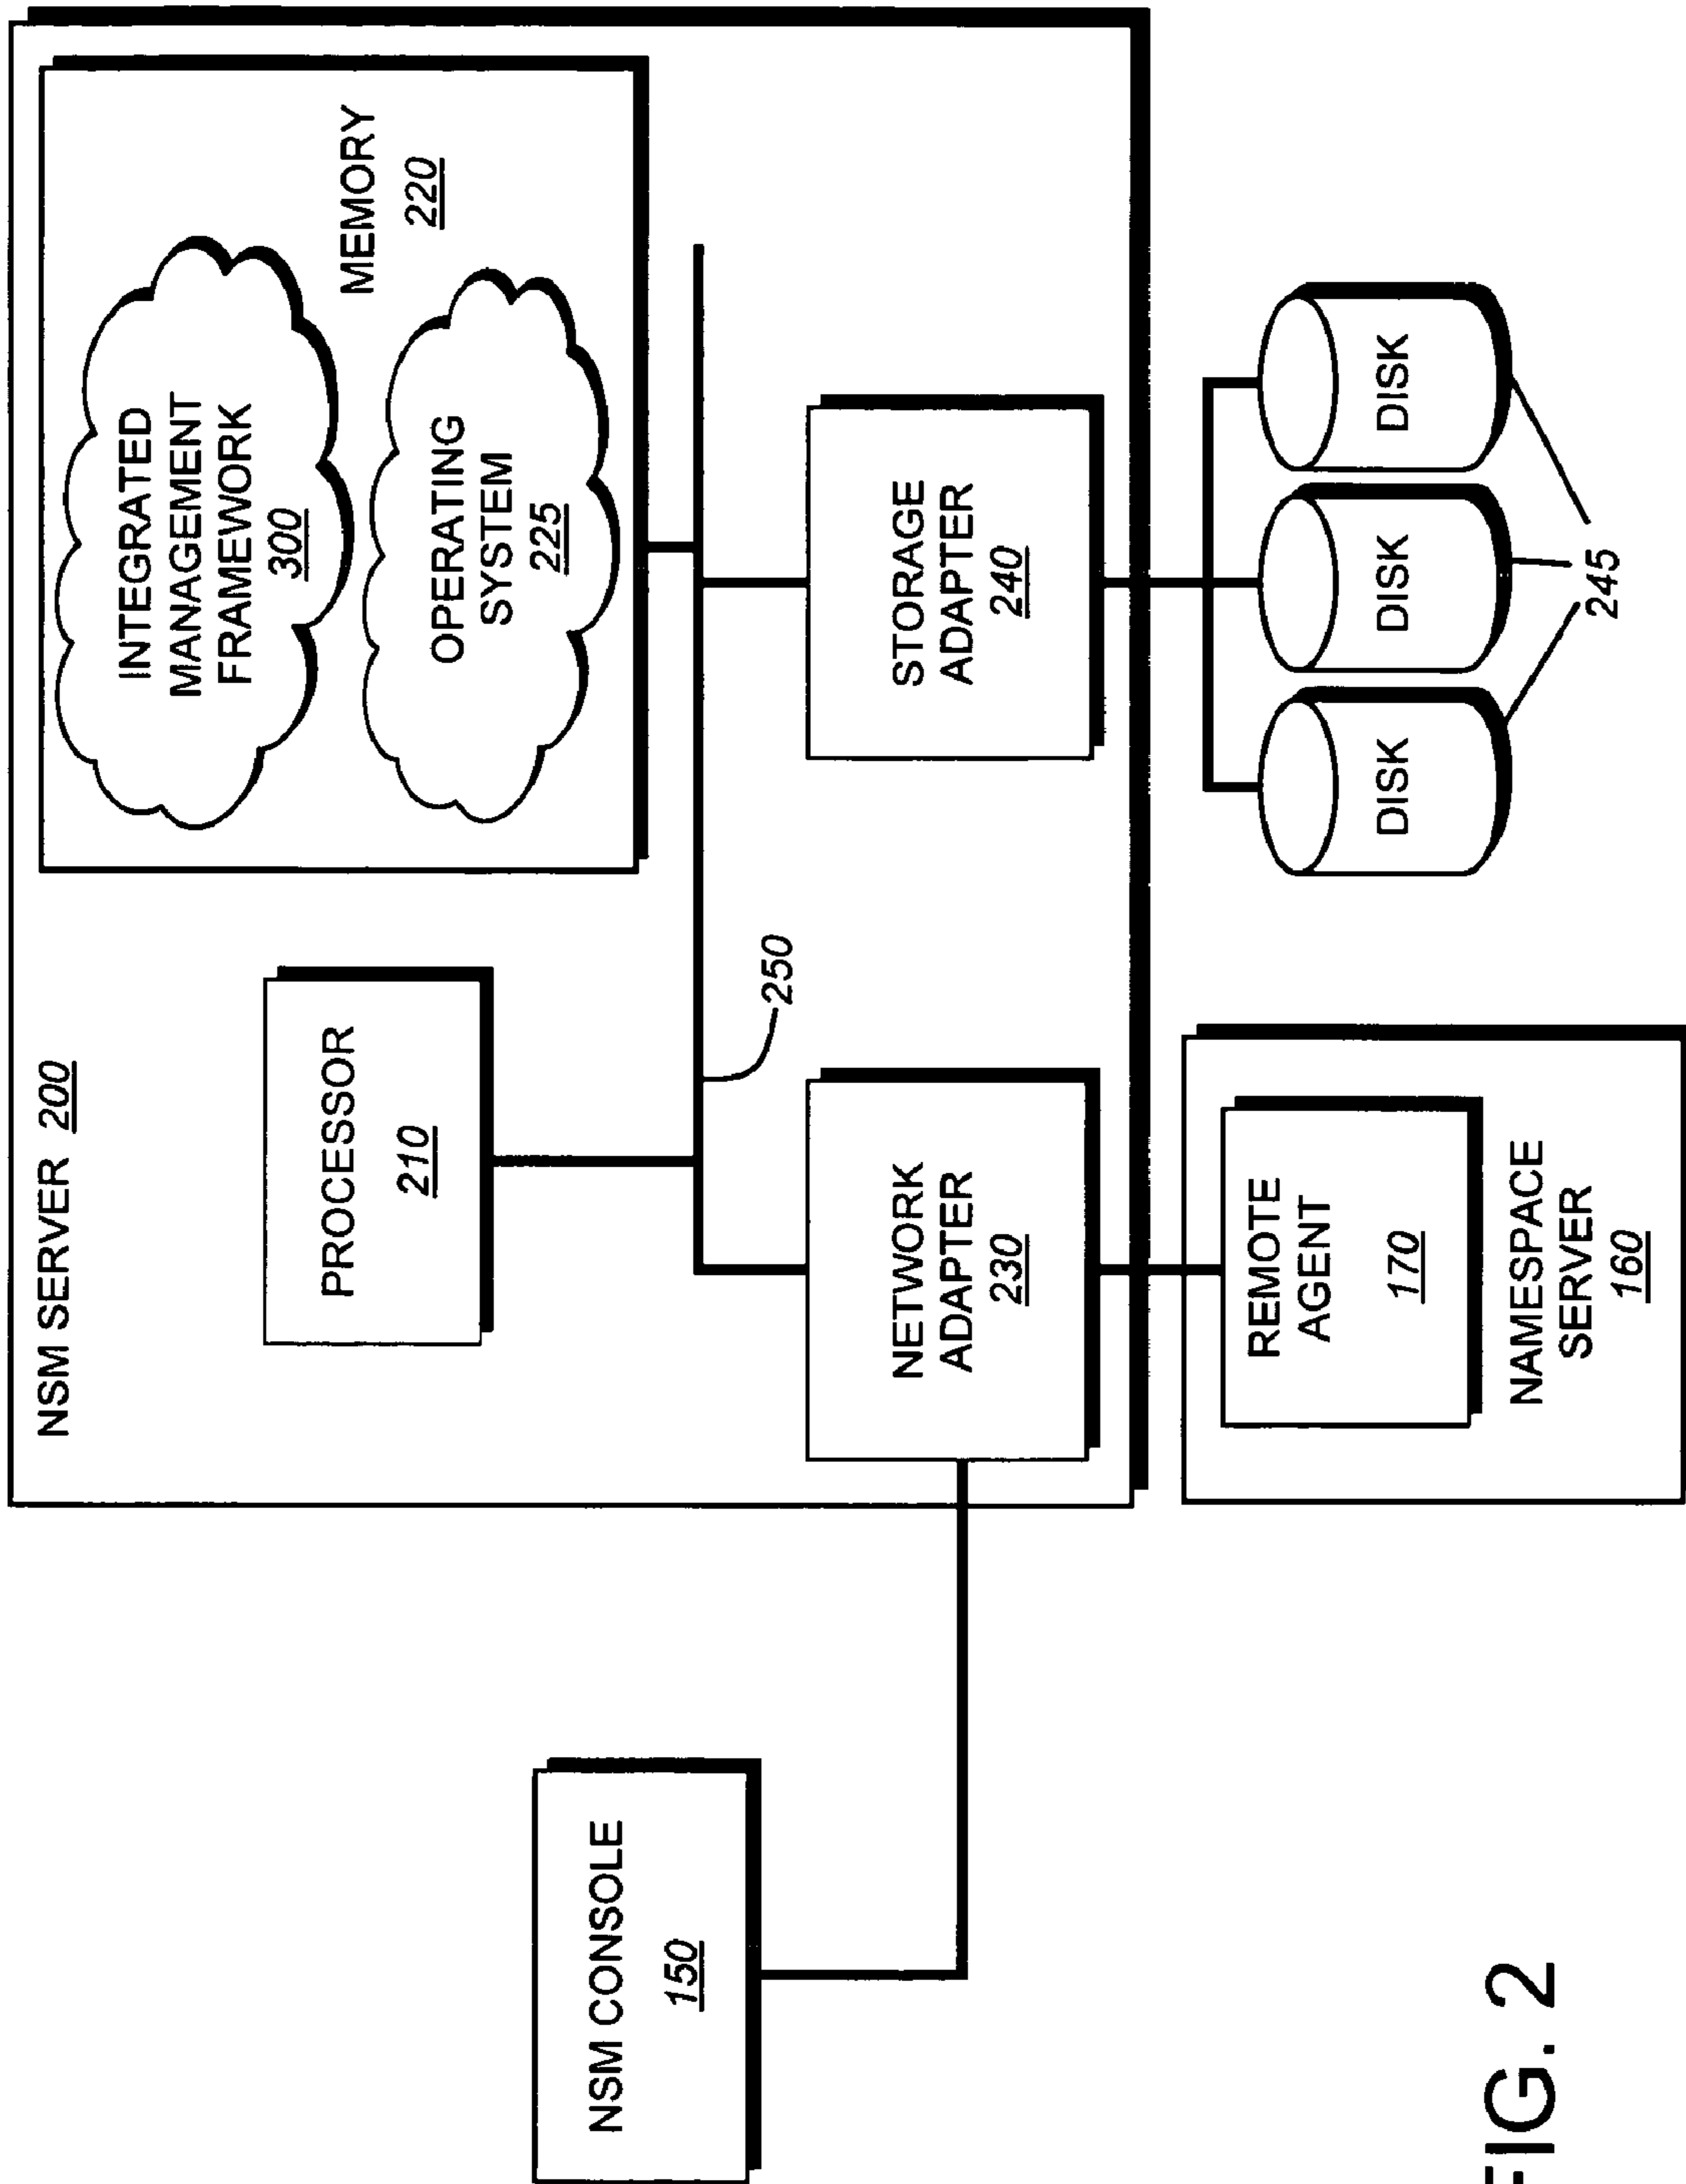 NSM SERVER 200
PROCESSOR
210
INTEGRATED
MANAGEMENT
FRAMEWORK
300
OPERATING
SYSTEM
225
MEMORY
220
250
NETWORK
ADAPTER
230
STORAGE
ADAPTER
240
NSM CONSOLE
150
REMOTE
AGENT
170
NAMESPACE
SERVER
160
DISK
DISK
DISK
245
FIG. 2